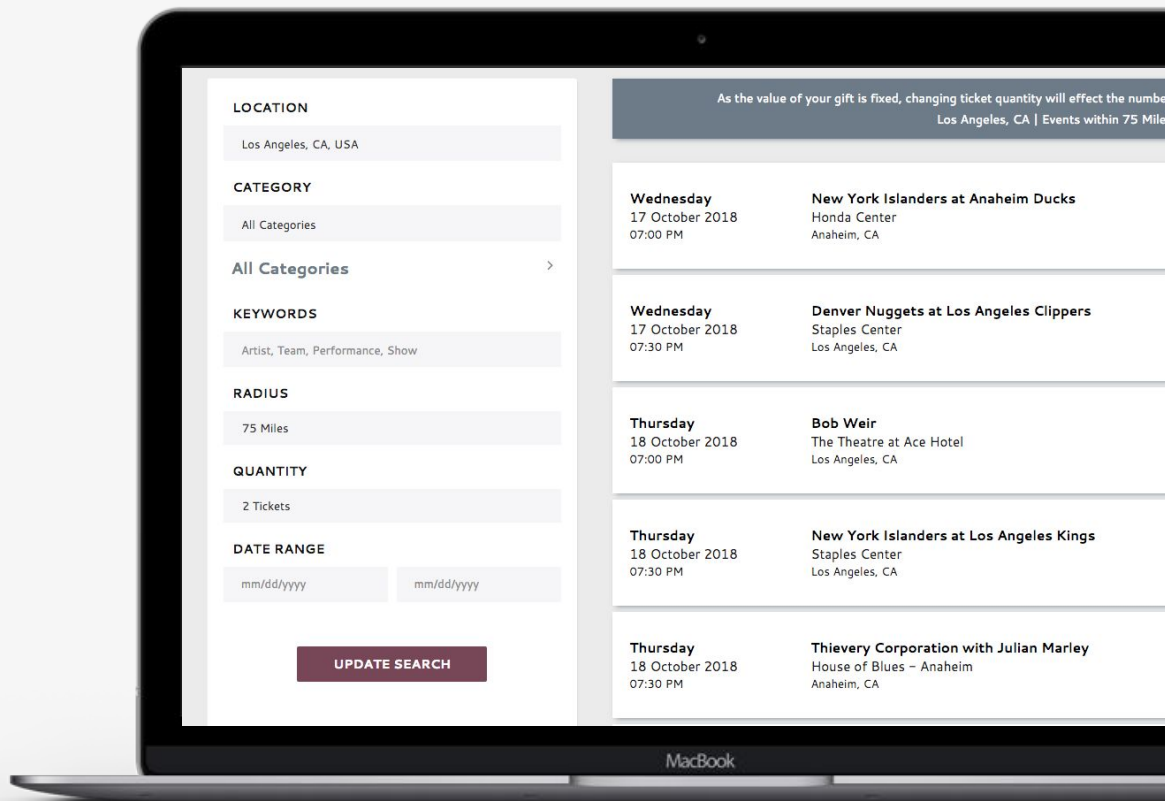 LOCATION
Los Angeles, CA, USA
CATEGORY
All Categories
All Categories
KEYWORDS
Artist, Team, Performance, Show
RADIUS
75 Miles
QUANTITY
2 Tickets
DATE RANGE
mm/dd/yyyy mm/dd/yyyy
UPDATE SEARCH
As the value of your gift is fixed, changing ticket quantity will effect the
Los Angeles, CA | Events within 75
Wednesday
17 October 2018
07:00 PM
New York Islanders at Anaheim Ducks
Honda Center
Anaheim, CA
Wednesday
17 October 2018
07:30 PM
Denver Nuggets at Los Angeles Clippers
Staples Center
Los Angeles, CA
Thursday
18 October 2018
07:00 PM
Bob Weir
The Theatre at Ace Hotel
Los Angeles, CA
Thursday
18 October 2018
07:30 PM
New York Islanders at Los Angeles Kings
Staples Center
Los Angeles, CA
Thursday
18 October 2018
07:30 PM
Thievery Corporation with Julian Marley
House of Blues – Anaheim
Anaheim, CA
MacBook